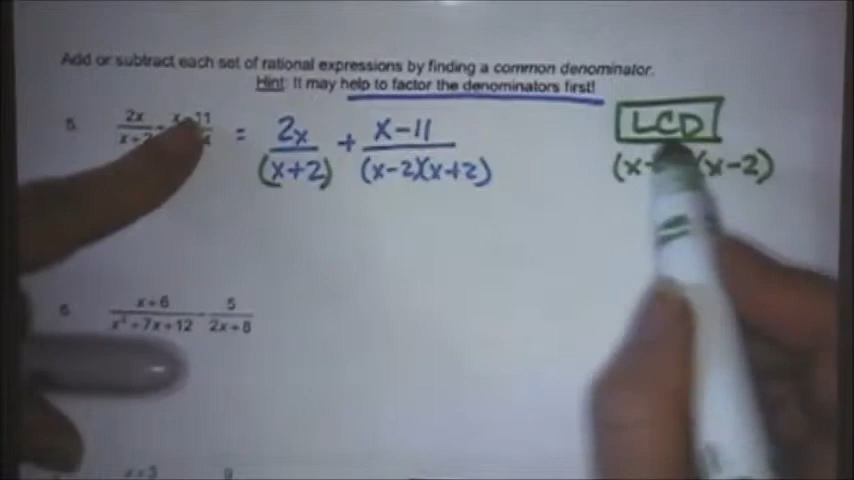 Add or subtract each set of rational expressions by finding a common denominator.
Hint: It may help to factor the denominators first!
5. 2x = 2x + x-11 LCD
(x+2) (x-2)(x+2) (x-2)
6. x+6 - 5
x²+7x+12 2x+8
x+3 9